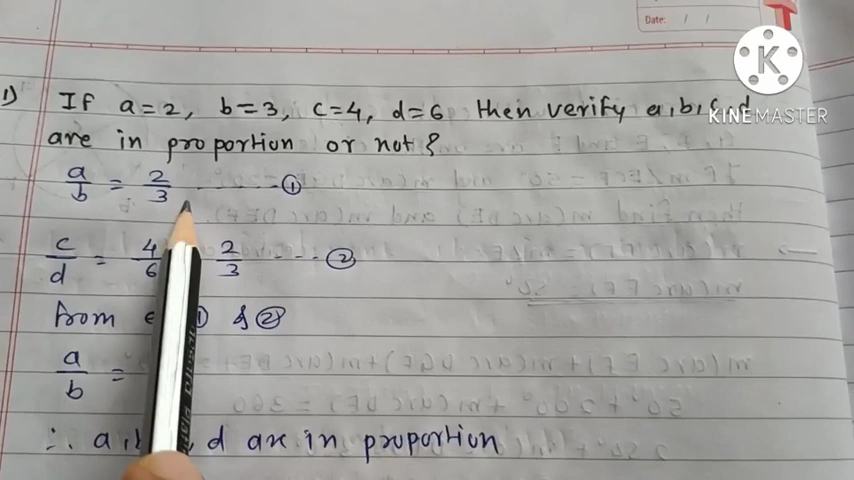 Date: / /
K
KINEMASTER
1) If a=2, b=3, c=4, d=6 then verify a,b,c,d
are in proportion or not ?
a/b = 2/3 ------- ①
c/d = 4/6 2/3 ---- ②
from ① & ②
a/b =
∴ a, d are in proportion